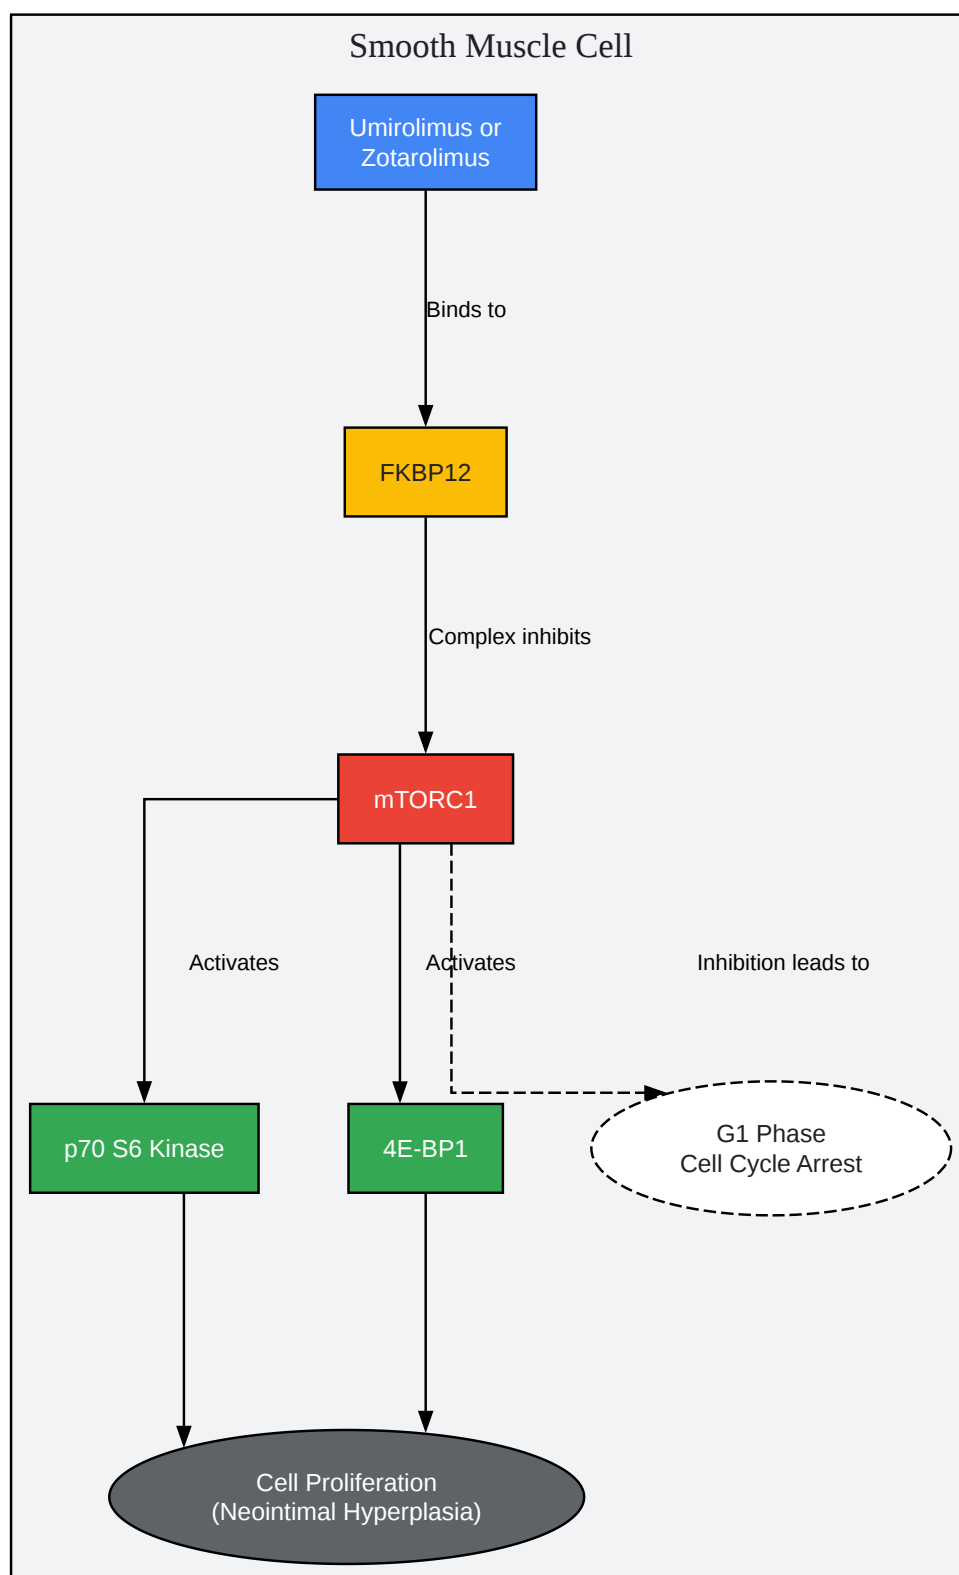 Smooth Muscle Cell
Umirolimus or
Zotarolimus
Binds to
FKBP12
Complex inhibits
mTORC1
Activates
Activates
Inhibition leads to
p70 S6 Kinase
4E-BP1
G1 Phase
Cell Cycle Arrest
Cell Proliferation
(Neointimal Hyperplasia)